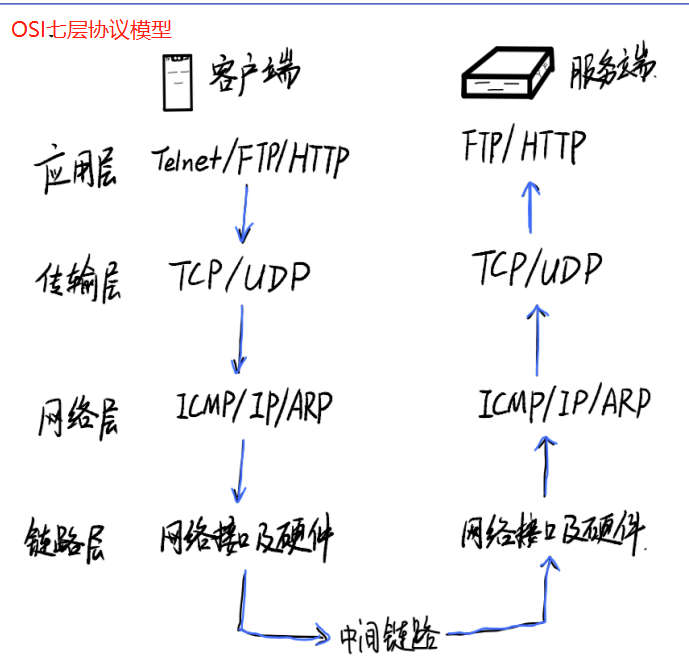 OSI七层协议模型
客户端 服务端
应用层 Telnet/FTP/HTTP FTP/HTTP
传输层 TCP/UDP TCP/UDP
网络层 ICMP/IP/ARP ICMP/IP/ARP
链路层 网络接口及硬件 网络接口及硬件
中间链路